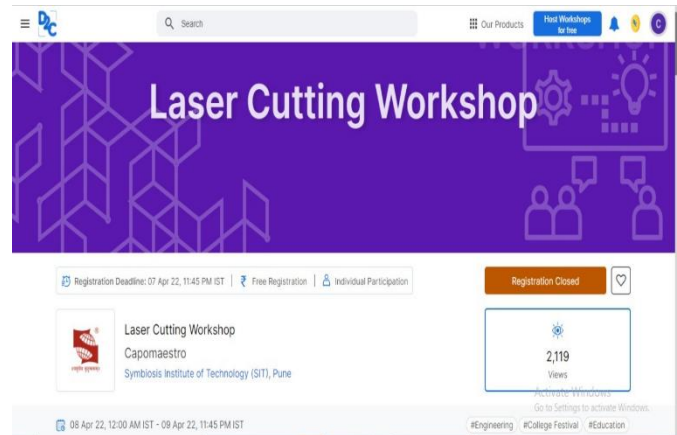 D2C
Search
Our Products
Host Workshops
for free
C
WORKSHOP
Laser Cutting Workshop
Registration Deadline: 07 Apr 22, 11:45 PM IST | ₹ Free Registration | Individual Participation
Registration Closed
Laser Cutting Workshop
Capomaestro
Symbiosis Institute of Technology (SIT), Pune
2,119
Views
Activate Windows
Go to Settings to activate Windows.
08 Apr 22, 12:00 AM IST - 09 Apr 22, 11:45 PM IST
#Engineering
#College Festival
#Education